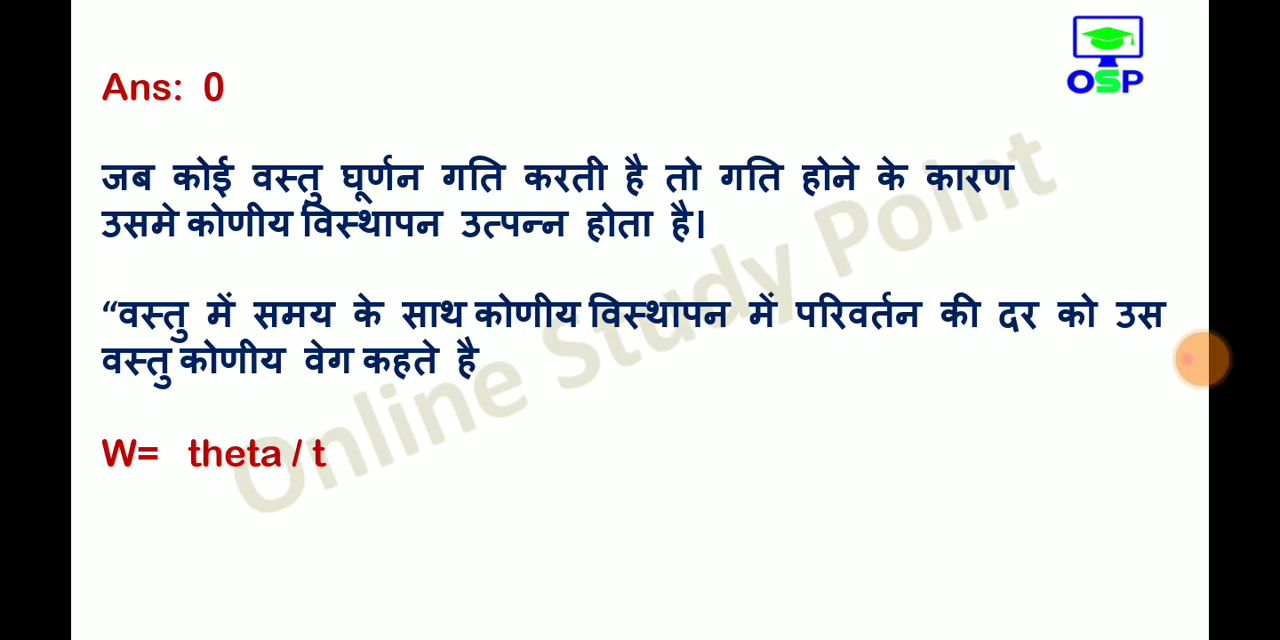 OSP
Ans: 0
जब कोई वस्तु घूर्णन गति करती है तो गति होने के कारण
उसमे कोणीय विस्थापन उत्पन्न होता है।
“वस्तु में समय के साथ कोणीय विस्थापन में परिवर्तन की दर को उस
वस्तु कोणीय वेग कहते है
W= theta / t
Online Study Point